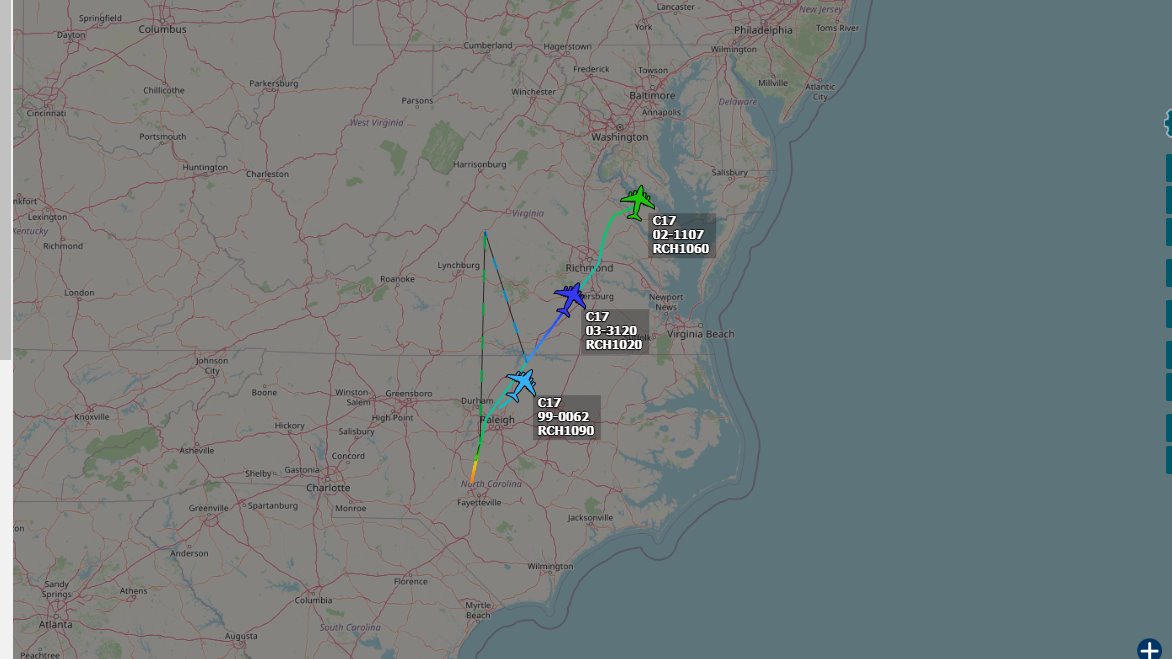 Lancaster
New Jersey
Springfield
Columbus
York
Philadelphia
Toms River
Dayton
Cumberland
Hagerstown
Wilmington
Frederick
Towson
Parkersburg
Millville
Atlantic
City
Chillicothe
Winchester
Baltimore
Parsons
Delaware
Cincinnati
Annapolis
West Virginia
Portsmouth
Washington
Huntington
Harrisonburg
Charleston
Salisbury
nkfort
Lexington
Virginia
C17
02-1107
RCH1060
Kentucky
Richmond
Lynchburg
Richmond
Roanoke
London
ersburg
Newport
News
C17
03-3120
RCH1020
Virginia Beach
lk
Johnson
City
Boone
Winston
Salem
Greensboro
Durham
C17
99-0062
RCH1090
Knoxville
High Point
Raleigh
Hickory
Salisbury
Asheville
Concord
Shelby
Gastonia
Charlotte
North Carolina
Fayetteville
Greenville
Spartanburg
Monroe
Jacksonville
on
Anderson
Wilmington
Sandy
Springs
Athens
Florence
Columbia
Myrtle
Beach
Atlanta
South Carolina
Augusta
Peachtree